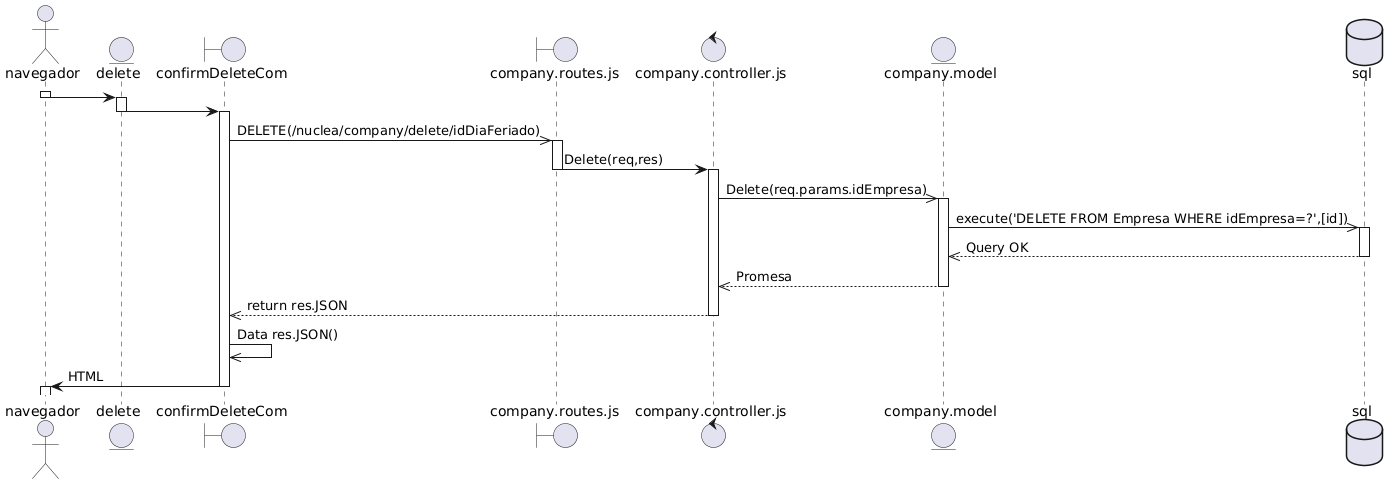 navegador delete confirmDeleteCom company.routes.js company.controller.js company.model sql
DELETE(/nuclea/company/delete/idDiaFeriado)
Delete(req,res)
Delete(req.params.idEmpresa)
execute('DELETE FROM Empresa WHERE idEmpresa=?',[id])
Query OK
Promesa
return res.JSON
Data res.JSON()
HTML
navegador delete confirmDeleteCom company.routes.js company.controller.js company.model sql